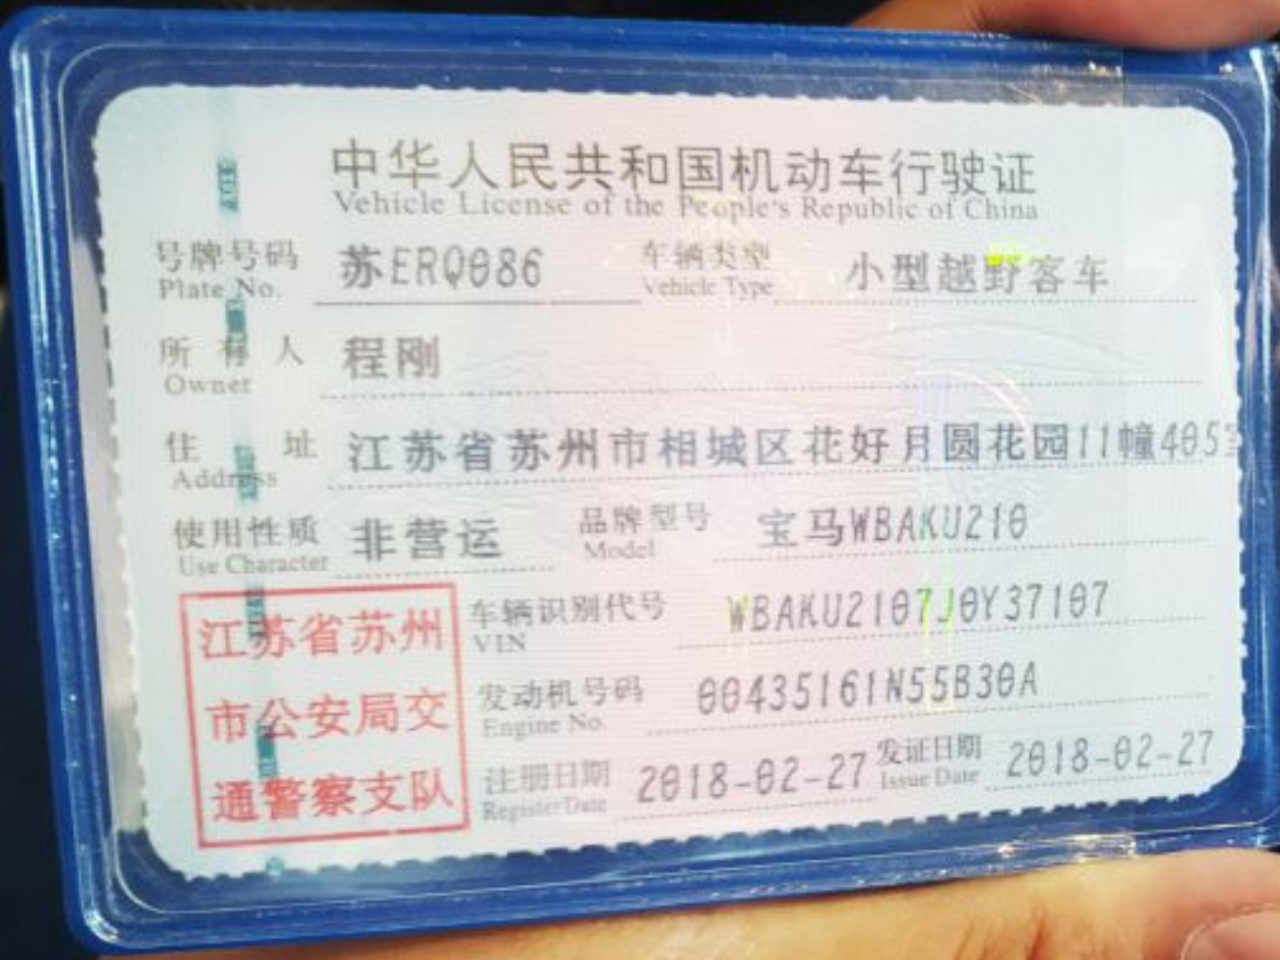 中华人民共和国机动车行驶证
Vehicle License of the People's Republic of China
号牌号码 苏ERQ086 车辆类型 小型越野客车
Plate No. Vehicle Type
所有人 程刚
Owner
住址 江苏省苏州市相城区花好月圆花园11幢405室
Address
使用性质 非营运 品牌型号 宝马WBAKU210
Use Character Model
江苏省苏州
市公安局交
通警察支队
车辆识别代号 WBAKU2107J0Y37107
VIN
发动机号码 00435161N55B30A
Engine No.
注册日期 2018-02-27 发证日期 2018-02-27
Register Date Issue Date